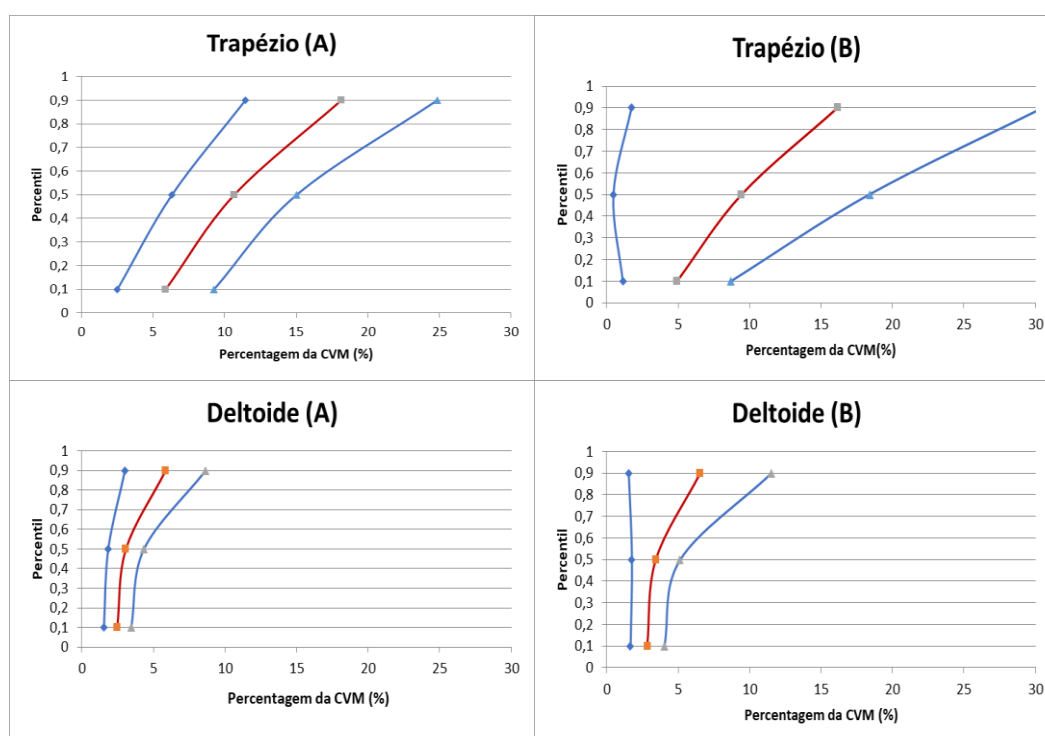 Trapézio (A)
Percentil
1
0,9
0,8
0,7
0,6
0,5
0,4
0,3
0,2
0,1
0
0 5 10 15 20 25 30
Percentagem da CVM (%)
Trapézio (B)
Percentil
1
0,9
0,8
0,7
0,6
0,5
0,4
0,3
0,2
0,1
0
0 5 10 15 20 25 30
Percentagem da CVM(%)
Deltoide (A)
Percentil
1
0,9
0,8
0,7
0,6
0,5
0,4
0,3
0,2
0,1
0
0 5 10 15 20 25 30
Percentagem da CVM (%)
Deltoide (B)
Percentil
1
0,9
0,8
0,7
0,6
0,5
0,4
0,3
0,2
0,1
0
0 5 10 15 20 25 30
Percentagem da CVM (%)